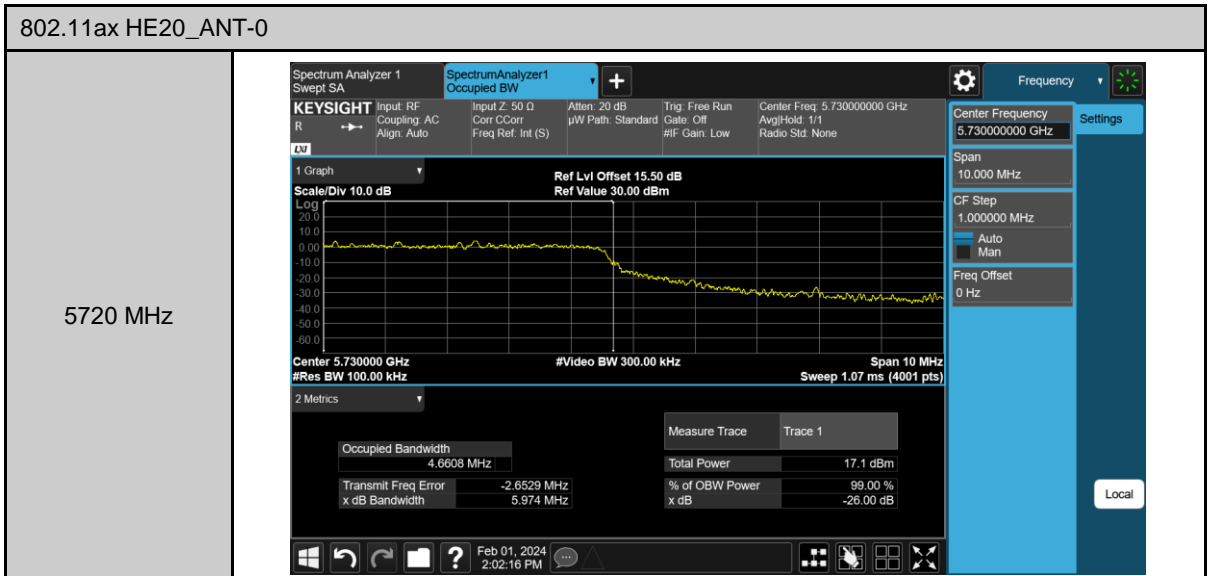 802.11ax HE20_ANT-0
5720 MHz
Spectrum Analyzer 1
Swept SA
SpectrumAnalyzer1
Occupied BW
Frequency
KEYSIGHT
R
LXI
Input: RF
Coupling: AC
Align: Auto
Input Z: 50 Ω
Corr CCorr
Freq Ref: Int (S)
Atten: 20 dB
µW Path: Standard
Trig: Free Run
Gate: Off
#IF Gain: Low
Center Freq: 5.730000000 GHz
Avg|Hold: 1/1
Radio Std: None
Center Frequency
5.730000000 GHz
Settings
Span
10.000 MHz
CF Step
1.000000 MHz
Auto
Man
Freq Offset
0 Hz
Local
1 Graph
Scale/Div 10.0 dB
Ref Lvl Offset 15.50 dB
Ref Value 30.00 dBm
Log
20.0
10.0
0.00
-10.0
-20.0
-30.0
-40.0
-50.0
-60.0
Center 5.730000 GHz
#Video BW 300.00 kHz
Span 10 MHz
#Res BW 100.00 kHz
Sweep 1.07 ms (4001 pts)
2 Metrics
Measure Trace Trace 1
Occupied Bandwidth
4.6608 MHz
Total Power 17.1 dBm
Transmit Freq Error -2.6529 MHz
% of OBW Power 99.00 %
x dB Bandwidth 5.974 MHz
x dB -26.00 dB
?
Feb 01, 2024
2:02:16 PM